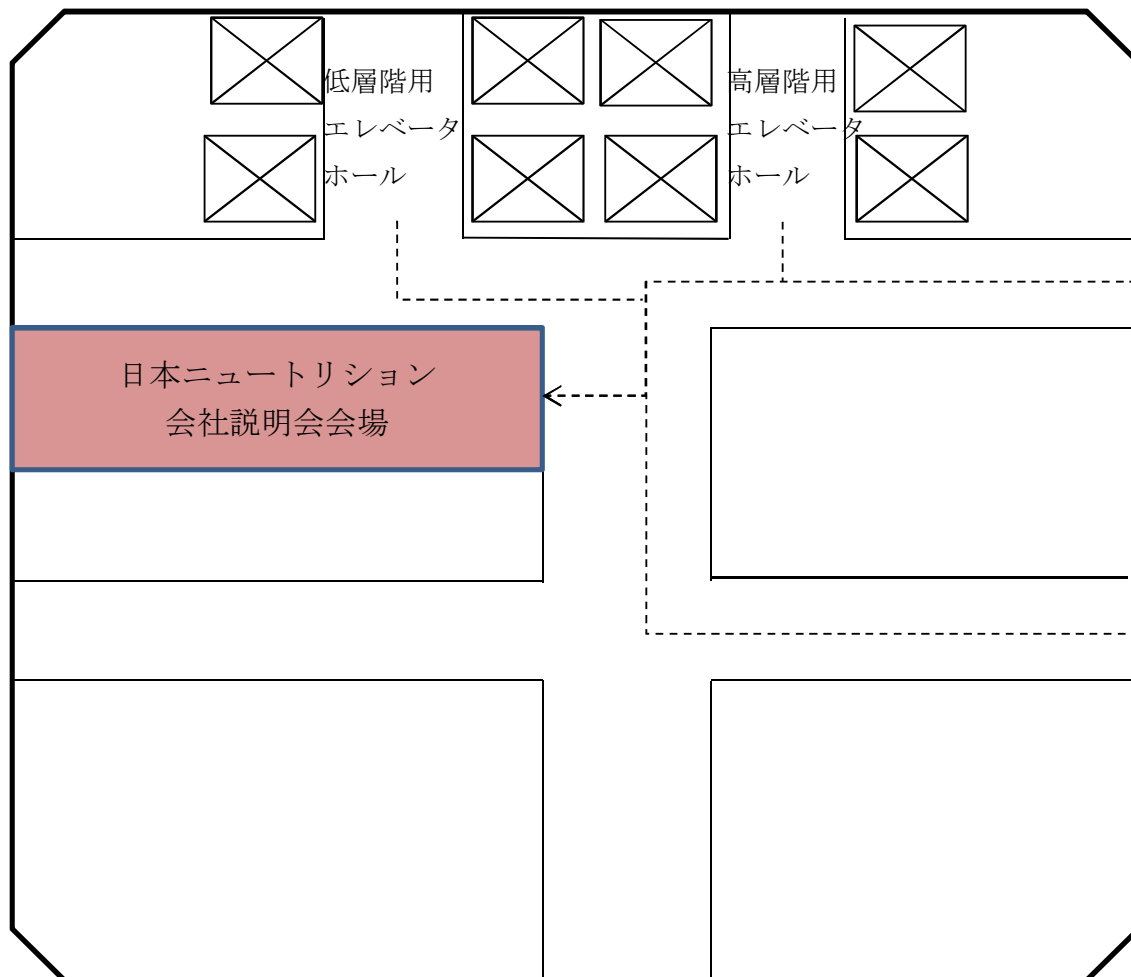 低層階用
エレベータ
ホール
高層階用
エレベータ
ホール
日本ニュートリション
会社説明会会場